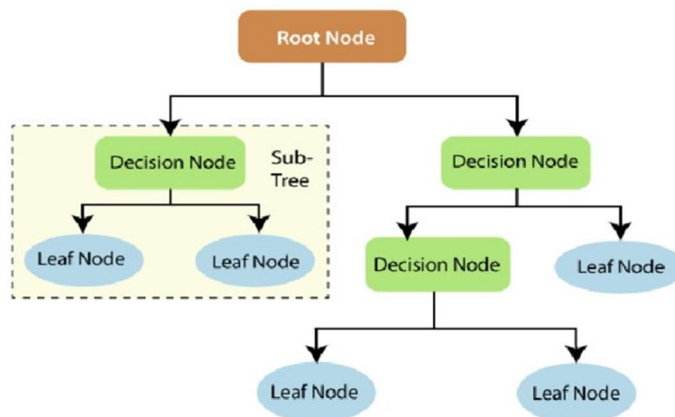 Root Node
Decision Node
Sub-
Tree
Decision Node
Leaf Node
Leaf Node
Decision Node
Leaf Node
Leaf Node
Leaf Node